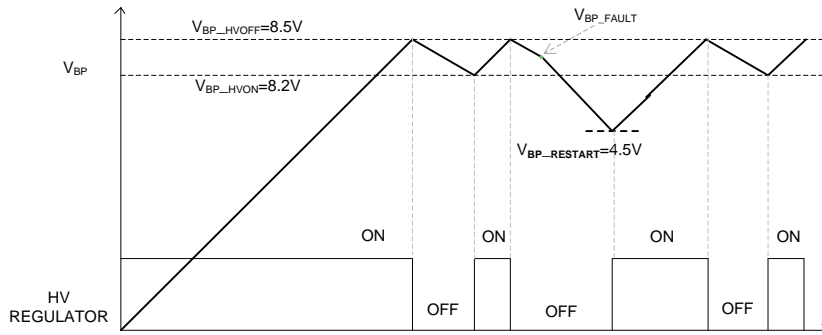 V_BP_HVOFF=8.5V
V_BP_FAULT
V_BP
V_BP_HVON=8.2V
V_BP_RESTART=4.5V
ON
ON
ON
ON
HV
REGULATOR
OFF
OFF
OFF